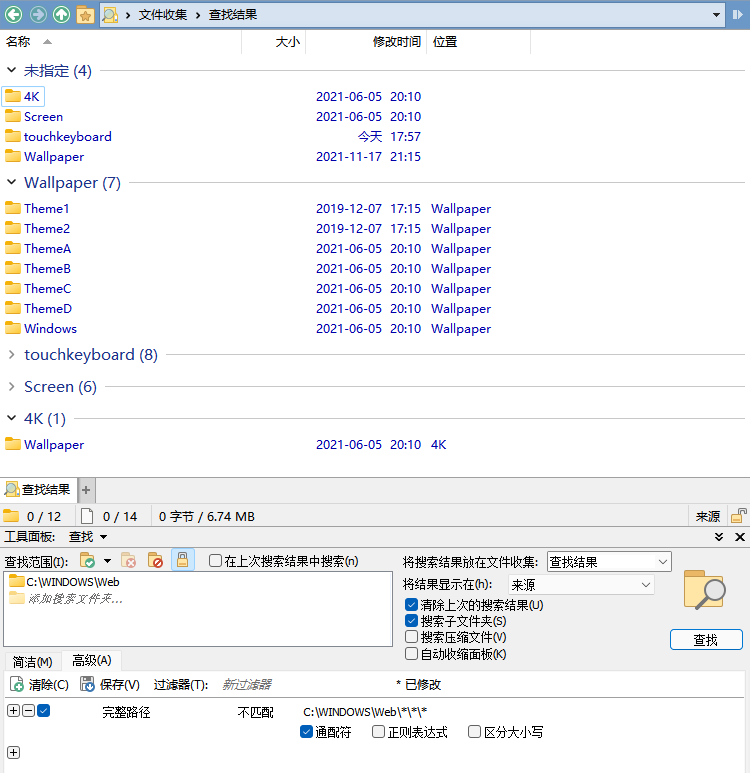 文件收集 › 查找结果
名称 大小 修改时间 位置
未指定 (4)
4K 2021-06-05 20:10
Screen 2021-06-05 20:10
touchkeyboard 今天 17:57
Wallpaper 2021-11-17 21:15
Wallpaper (7)
Theme1 2019-12-07 17:15 Wallpaper
Theme2 2019-12-07 17:15 Wallpaper
ThemeA 2021-06-05 20:10 Wallpaper
ThemeB 2021-06-05 20:10 Wallpaper
ThemeC 2021-06-05 20:10 Wallpaper
ThemeD 2021-06-05 20:10 Wallpaper
Windows 2021-06-05 20:10 Wallpaper
touchkeyboard (8)
Screen (6)
4K (1)
Wallpaper 2021-06-05 20:10 4K
查找结果 +
0 / 12 0 / 14 0 字节 / 6.74 MB 来源
工具面板: 查找
查找范围(I): 在上次搜索结果中搜索(n) 将搜索结果放在文件收集: 查找结果
C:\WINDOWS\Web 将结果显示在(h): 来源
添加搜索文件夹... 清除上次的搜索结果(U)
搜索子文件夹(S)
搜索压缩文件(V) 查找
自动收缩面板(K)
简洁(M) 高级(A)
清除(C) 保存(V) 过滤器(T): 新过滤器 * 已修改
完整路径 不匹配 C:\WINDOWS\Web\*\*\*
通配符 正则表达式 区分大小写